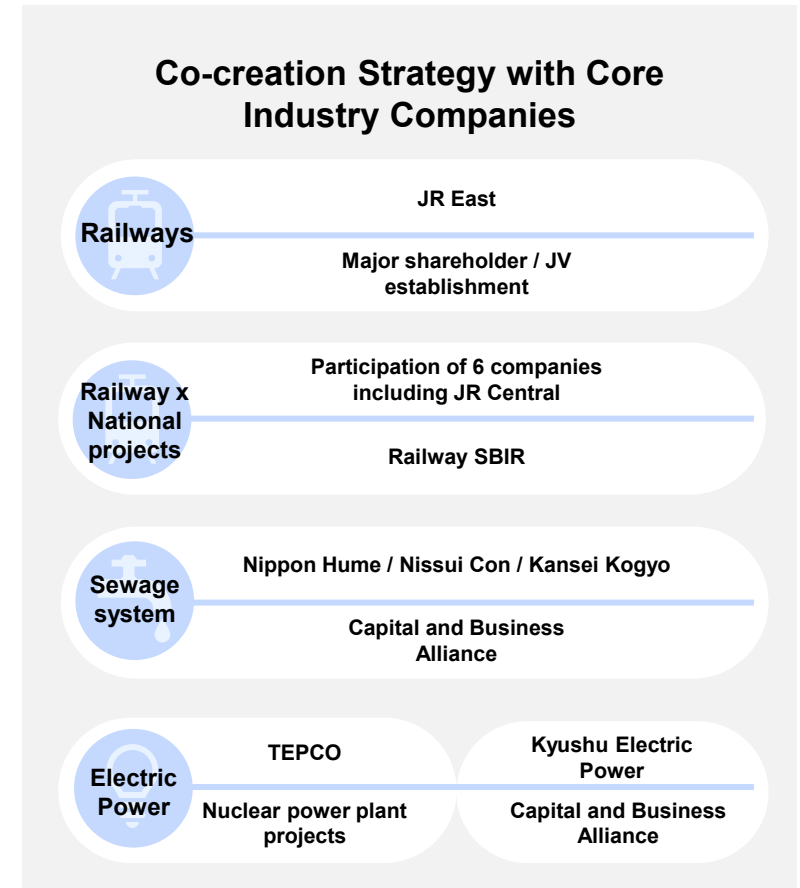 Co-creation Strategy with Core
Industry Companies
Railways
JR East
Major shareholder / JV
establishment
Railway x
National
projects
Participation of 6 companies
including JR Central
Railway SBIR
Sewage
system
Nippon Hume / Nissui Con / Kansei Kogyo
Capital and Business
Alliance
Electric
Power
TEPCO
Nuclear power plant
projects
Kyushu Electric
Power
Capital and Business
Alliance